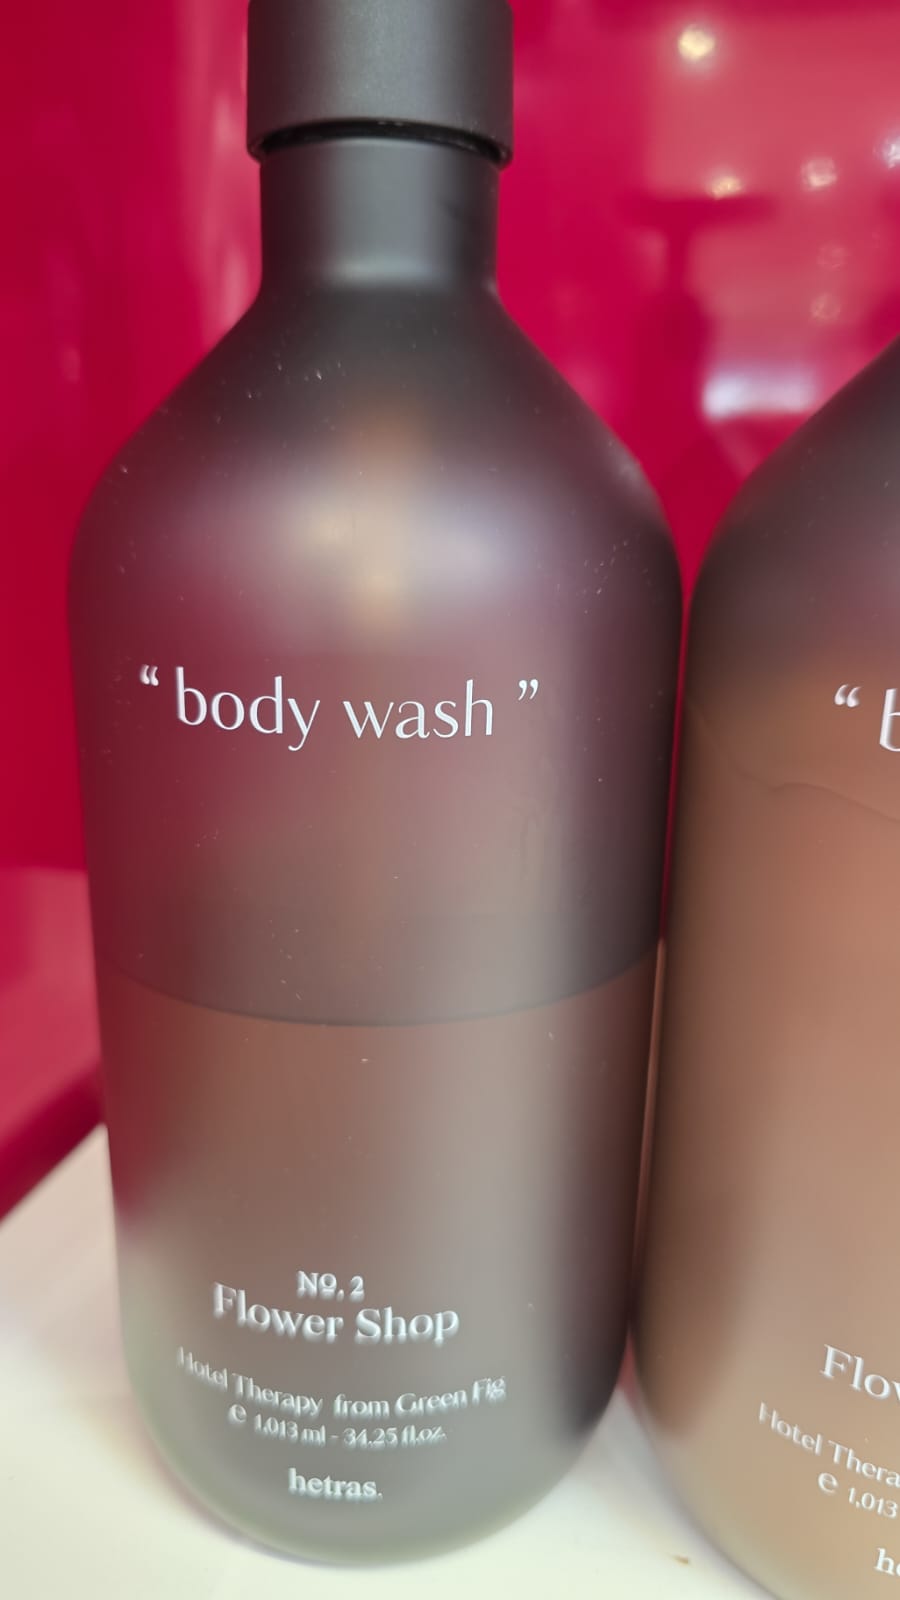 “ body wash ”
Nº. 2
Flower Shop
Hotel Therapy from Green Fig
e 1,013 ml - 34.25 fl.oz.
hetras.
“ b
Flow
Hotel Thera
e 1,013
he